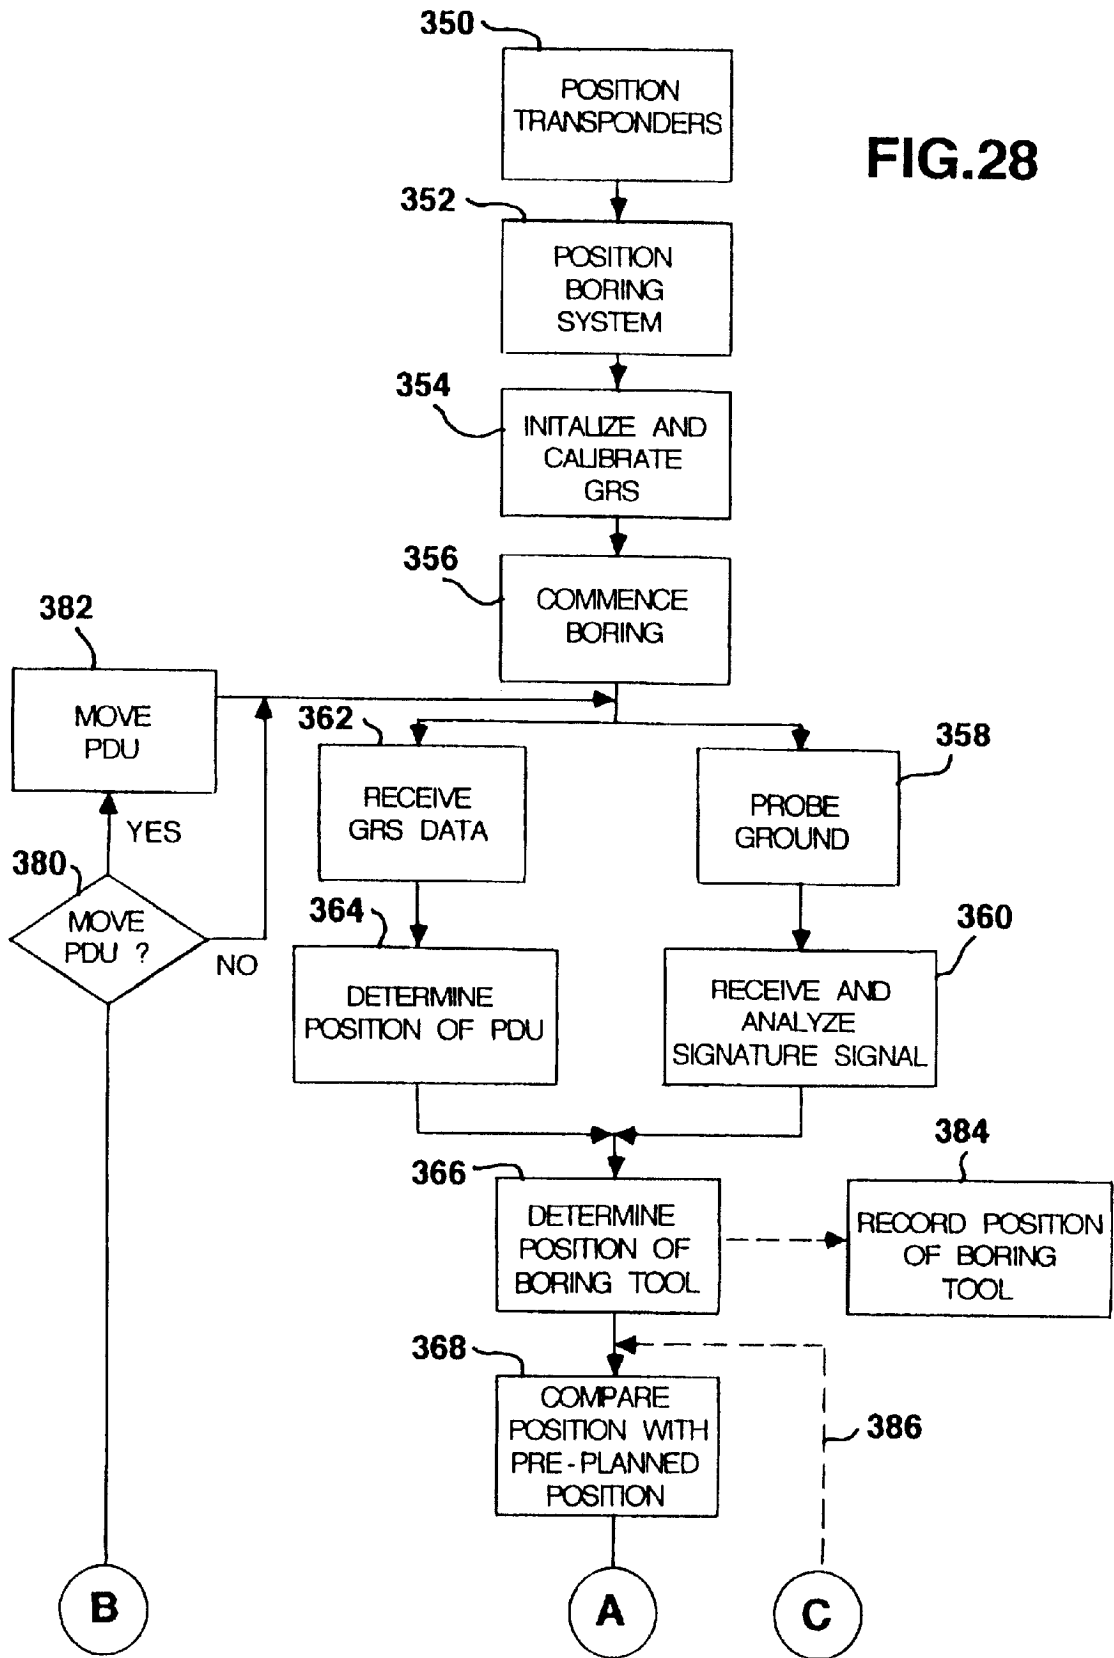 350
POSITION
TRANSPONDERS
FIG.28
352
POSITION
BORING
SYSTEM
354
INITALIZE AND
CALIBRATE
GRS
356
COMMENCE
BORING
382
MOVE
PDU
YES
380
MOVE
PDU ?
NO
362
RECEIVE
GRS DATA
358
PROBE
GROUND
364
DETERMINE
POSITION OF PDU
360
RECEIVE AND
ANALYZE
SIGNATURE SIGNAL
366
DETERMINE
POSITION OF
BORING TOOL
384
RECORD POSITION
OF BORING
TOOL
368
COMPARE
POSITION WITH
PRE-PLANNED
POSITION
386
B
A
C